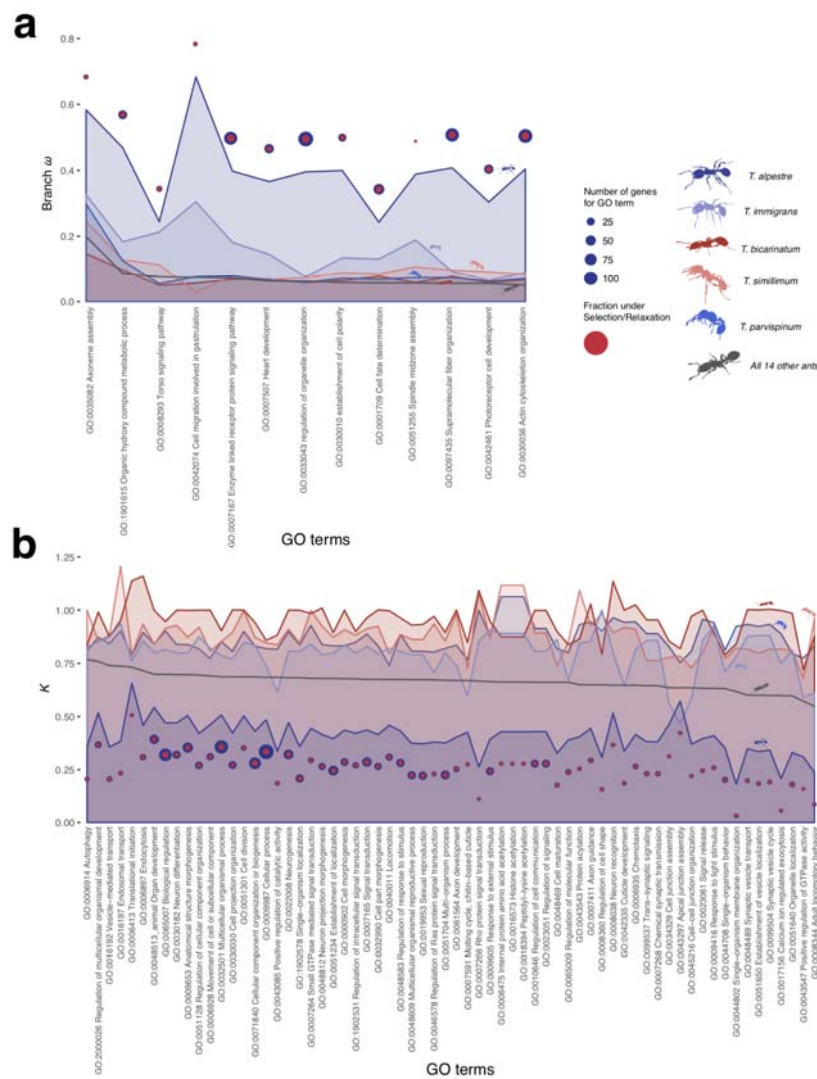 a
0.8
0.6
0.4
0.2
0.0
Branch ω
GO:0035082 Axoneme assembly
GO:1901615 Organic hydroxy compound metabolic process
GO:0008293 Torso signaling pathway
GO:0042074 Cell migration involved in gastrulation
GO:0007167 Enzyme linked receptor protein signaling pathway
GO:0007507 Heart development
GO:0033043 regulation of organelle organization
GO:0030010 establishment of cell polarity
GO:0001709 Cell fate determination
GO:0051255 Spindle midzone assembly
GO:0097435 Supramolecular fiber organization
GO:0042461 Photoreceptor cell development
GO:0030036 Actin cytoskeleton organization
GO terms
Number of genes
for GO term
25
50
75
100
Fraction under
Selection/Relaxation
T. alpestre
T. immigrans
T. bicarinatum
T. simillimum
T. parvispinum
All 14 other ants
b
1.25
1.00
0.75
0.50
0.25
0.00
K
GO:0006914 Autophagy
GO:2000026 Regulation of multicellular organismal development
GO:0016192 Vesicle-mediated transport
GO:0016197 Endosomal transport
GO:0006413 Translational initiation
GO:0006897 Endocytosis
GO:0048513_animal Organ Development
GO:0065007 Biological regulation
GO:0030182 Neuron differentiation
GO:0009653 Anatomical structure morphogenesis
GO:0051128 Regulation of cellular component organization
GO:0006928 Movement of cell or subcellular component
GO:0032501 Multicellular organismal process
GO:0030030 Cell projection organization
GO:0051301 Cell division
GO:0071840 Cellular component organization or biogenesis
GO:0009987 Cellular process
GO:0043085 Positive regulation of catalytic activity
GO:0022008 Neurogenesis
GO:1902578 Single-organism localization
GO:0007264 Small GTPase mediated signal transduction
GO:0048812 Neuron projection morphogenesis
GO:0051234 Establishment of localization
GO:0000902 Cell morphogenesis
GO:1902531 Regulation of intracellular signal transduction
GO:0007165 Signal transduction
GO:0032990 Cell part morphogenesis
GO:0040011 Locomotion
GO:0048583 Regulation of response to stimulus
GO:0048609 Multicellular organismal reproductive process
GO:0019953 Sexual reproduction
GO:0046578 Regulation of Ras protein signal transduction
GO:0051704 Multi-organism process
GO:0061564 Axon development
GO:0007591 Molting cycle, chitin-based cuticle
GO:0007266 Rho protein signal transduction
GO:0009605 Response to external stimulus
GO:0006475 Internal protein amino acid acetylation
GO:0016573 Histone acetylation
GO:0018394 Peptidyl-lysine acetylation
GO:0010646 Regulation of cell communication
GO:0023051 Regulation of signaling
GO:0048469 Cell maturation
GO:0065009 Regulation of molecular function
GO:0043543 Protein acylation
GO:0007411 Axon guidance
GO:0008360 Regulation of cell shape
GO:0008038 Neuron recognition
GO:0042335 Cuticle development
GO:0006935 Chemotaxis
GO:0099537 Trans-synaptic signaling
GO:0007268 Chemical synaptic transmission
GO:0034329 Cell junction assembly
GO:0043297 Apical junction assembly
GO:0045216 Cell-cell junction organization
GO:0023061 Signal release
GO:0009416 Response to light stimulus
GO:0044708 Single-organism behavior
GO:0044802 Single-organism membrane organization
GO:0048489 Synaptic vesicle transport
GO:0051650 Establishment of vesicle localization
GO:0099504 Synaptic vesicle cycle
GO:0017156 Calcium ion regulated exocytosis
GO:0051640 Organelle localization
GO:0043547 Positive regulation of GTPase activity
GO:0008344 Adult locomotory behavior
GO terms